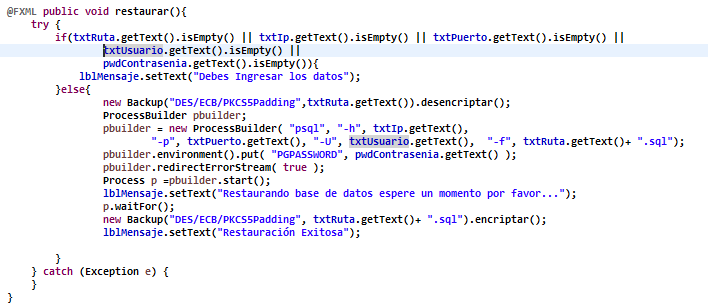 @FXML public void restaurar(){
try {
if(txtRuta.getText().isEmpty() || txtIp.getText().isEmpty() || txtPuerto.getText().isEmpty() ||
txtUsuario.getText().isEmpty() ||
pwdContrasenia.getText().isEmpty()){
lblMensaje.setText("Debes Ingresar los datos");
}else{
new Backup("DES/ECB/PKCS5Padding",txtRuta.getText()).desencriptar();
ProcessBuilder pbuilder;
pbuilder = new ProcessBuilder( "psql", "-h", txtIp.getText(),
"-p", txtPuerto.getText(), "-U", txtUsuario.getText(),  "-f", txtRuta.getText()+ ".sql");
pbuilder.environment().put( "PGPASSWORD", pwdContrasenia.getText() );
pbuilder.redirectErrorStream( true );
Process p =pbuilder.start();
lblMensaje.setText("Restaurando base de datos espere un momento por favor...");
p.waitFor();
new Backup("DES/ECB/PKCS5Padding", txtRuta.getText()+ ".sql").encriptar();
lblMensaje.setText("Restauración Exitosa");
}
} catch (Exception e) {
}
}